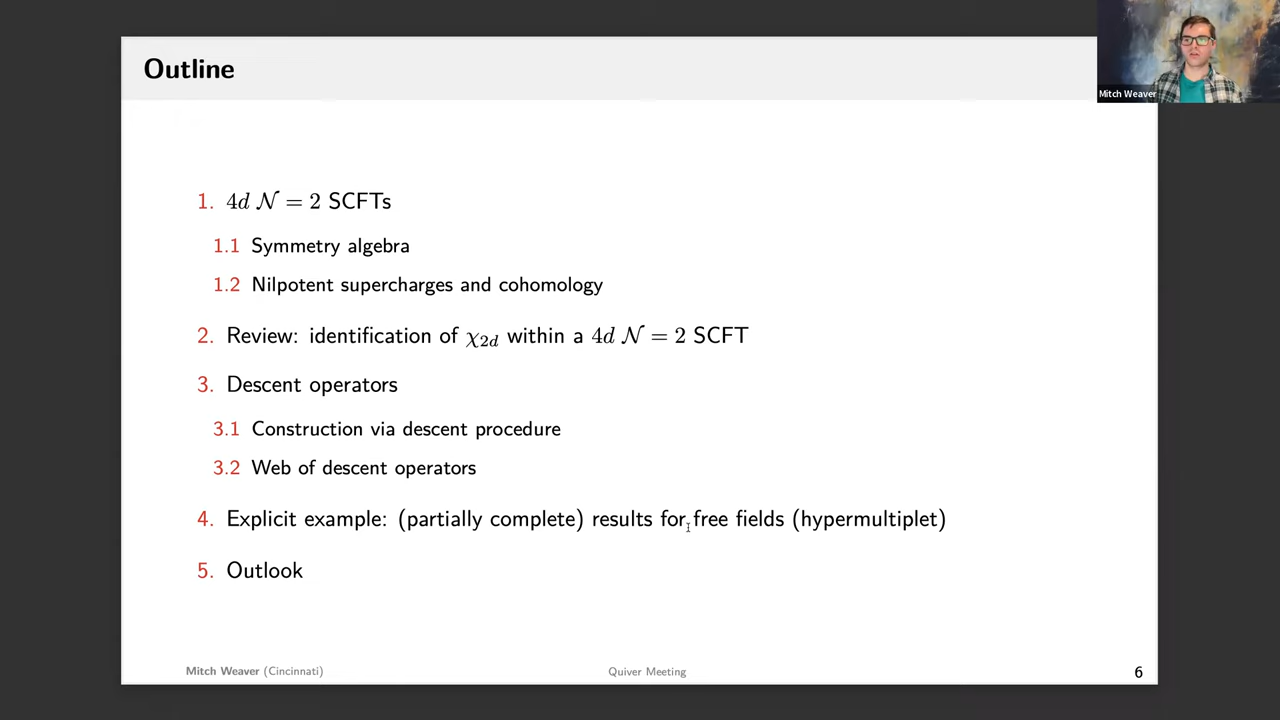 Outline
Mitch Weaver
1. 4d 𝒩 = 2 SCFTs
1.1 Symmetry algebra
1.2 Nilpotent supercharges and cohomology
2. Review: identification of χ₂d within a 4d 𝒩 = 2 SCFT
3. Descent operators
3.1 Construction via descent procedure
3.2 Web of descent operators
4. Explicit example: (partially complete) results for free fields (hypermultiplet)
5. Outlook
Mitch Weaver (Cincinnati)
Quiver Meeting
6